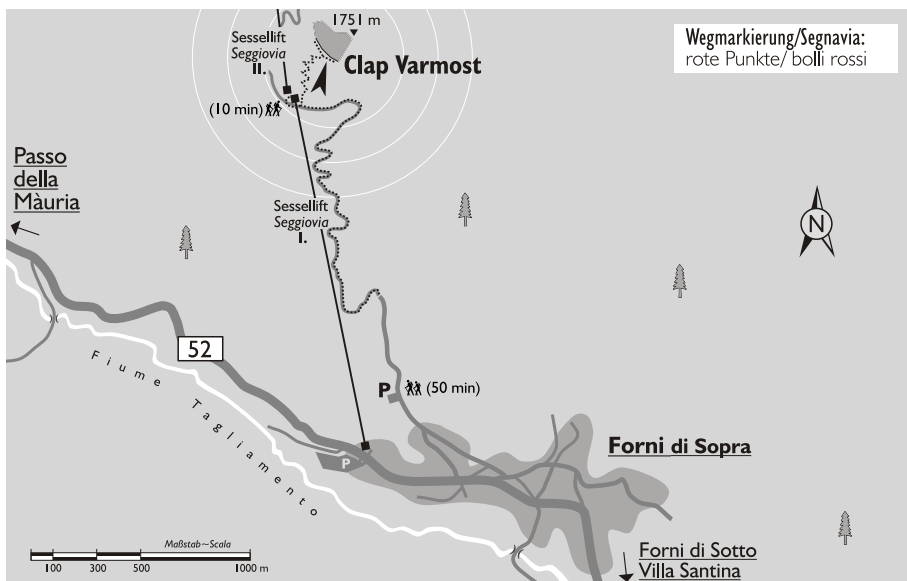 1751 m
Sessellift
Seggiovia
II.
Clap Varmost
(10 min)
Wegmarkierung/Segnavia:
rote Punkte/ bolli rossi
Passo
della
Màuria
Sessellift
Seggiovia
I.
N
52
Fiume Tagliamento
P (50 min)
Forni di Sopra
P
Maßstab~Scala
100 300 500 1000 m
Forni di Sotto
Villa Santina